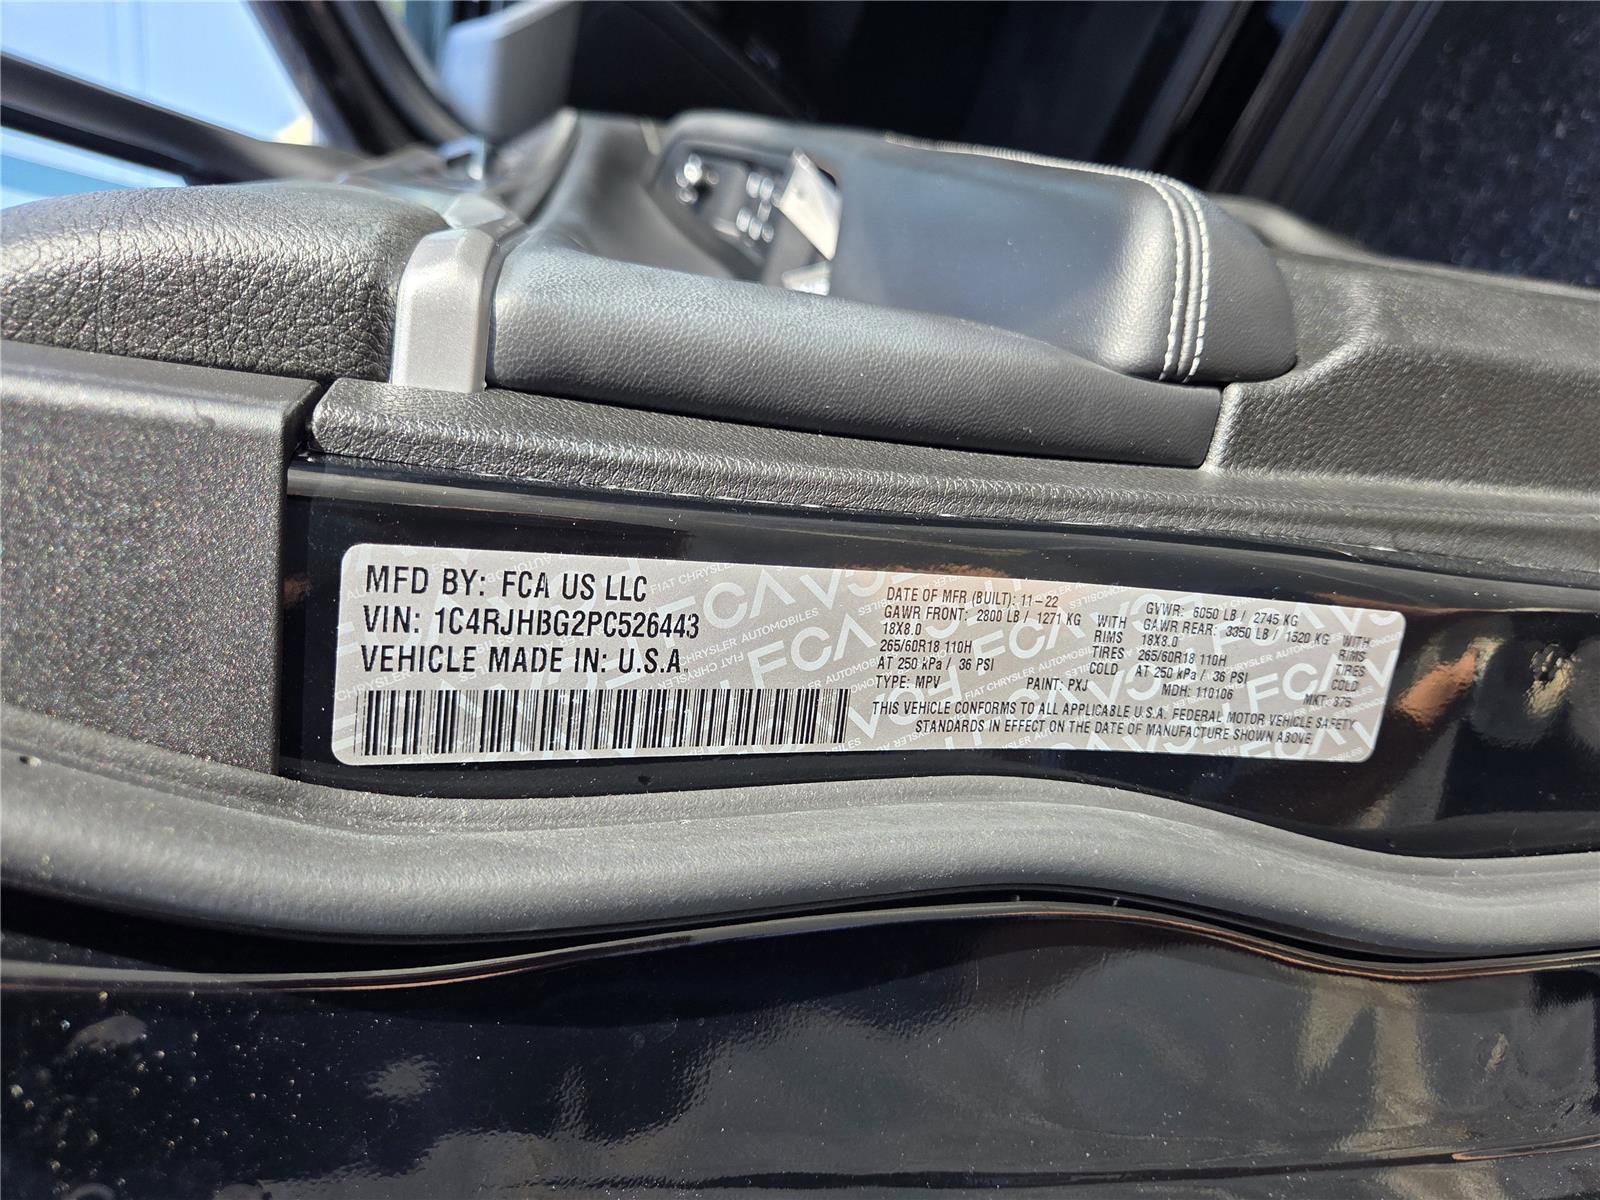 MFD BY: FCA US LLC
VIN: 1C4RJHBG2PC526443
VEHICLE MADE IN: U.S.A.
DATE OF MFR (BUILT): 11-22 GVWR: 6050 LB / 2745 KG
GAWR FRONT: 2800 LB / 1271 KG WITH GAWR REAR: 3350 LB / 1520 KG WITH
18X8.0 RIMS 18X8.0 RIMS
265/60R18 110H TIRES 265/60R18 110H TIRES
AT 250 kPa / 36 PSI COLD AT 250 kPa / 36 PSI COLD
TYPE: MPV PAINT: PXJ MDH: 110106 MKT: 875
THIS VEHICLE CONFORMS TO ALL APPLICABLE U.S.A. FEDERAL MOTOR VEHICLE SAFETY
STANDARDS IN EFFECT ON THE DATE OF MANUFACTURE SHOWN ABOVE.